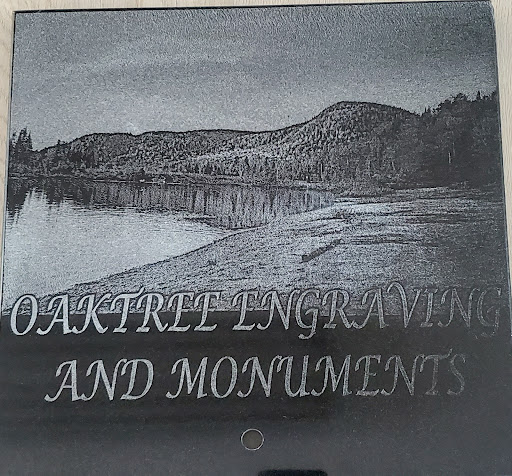 OAKTREE ENGRAVING
AND MONUMENTS